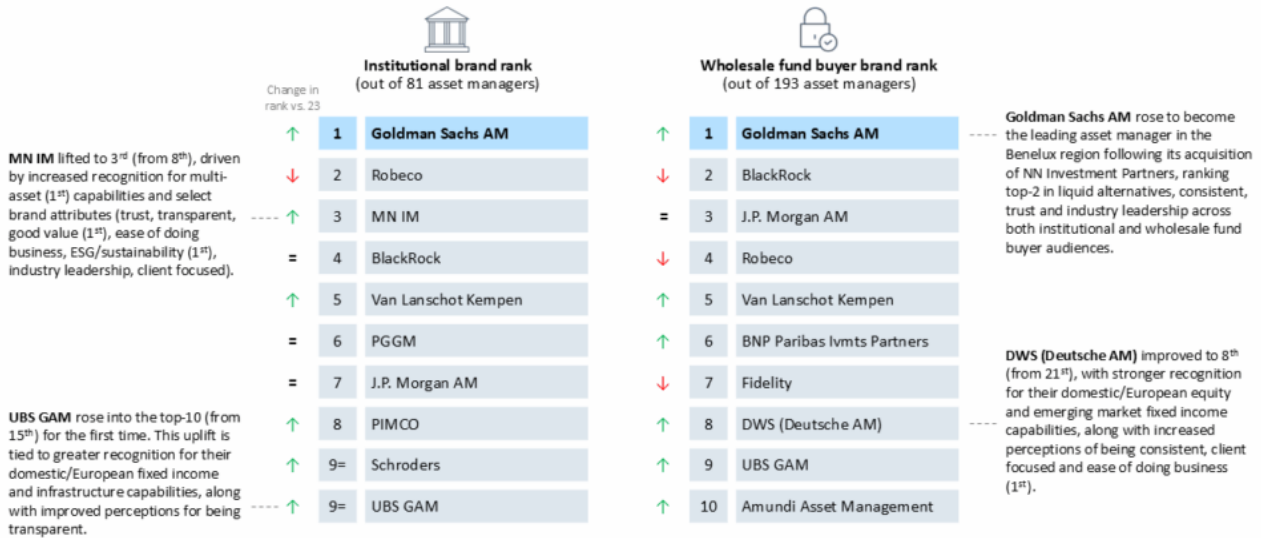 Institutional brand rank
(out of 81 asset managers)
Change in
rank vs. 23
↑ 1 Goldman Sachs AM
↓ 2 Robeco
↑ 3 MN IM
= 4 BlackRock
↑ 5 Van Lanschot Kempen
= 6 PGGM
= 7 J.P. Morgan AM
↑ 8 PIMCO
↑ 9= Schroders
↑ 9= UBS GAM
MN IM lifted to 3rd (from 8th), driven
by increased recognition for multi-
asset (1st) capabilities and select
brand attributes (trust, transparent,
good value (1st), ease of doing
business, ESG/sustainability (1st),
industry leadership, client focused).
UBS GAM rose into the top-10 (from
15th) for the first time. This uplift is
tied to greater recognition for their
domestic/European fixed income
and infrastructure capabilities, along
with improved perceptions for being
transparent.
Wholesale fund buyer brand rank
(out of 193 asset managers)
↑ 1 Goldman Sachs AM
↓ 2 BlackRock
= 3 J.P. Morgan AM
↓ 4 Robeco
↑ 5 Van Lanschot Kempen
↑ 6 BNP Paribas Ivmts Partners
↓ 7 Fidelity
↑ 8 DWS (Deutsche AM)
↑ 9 UBS GAM
↑ 10 Amundi Asset Management
Goldman Sachs AM rose to become
the leading asset manager in the
Benelux region following its acquisition
of NN Investment Partners, ranking
top-2 in liquid alternatives, consistent,
trust and industry leadership across
both institutional and wholesale fund
buyer audiences.
DWS (Deutsche AM) improved to 8th
(from 21st), with stronger recognition
for their domestic/European equity
and emerging market fixed income
capabilities, along with increased
perceptions of being consistent, client
focused and ease of doing business
(1st).